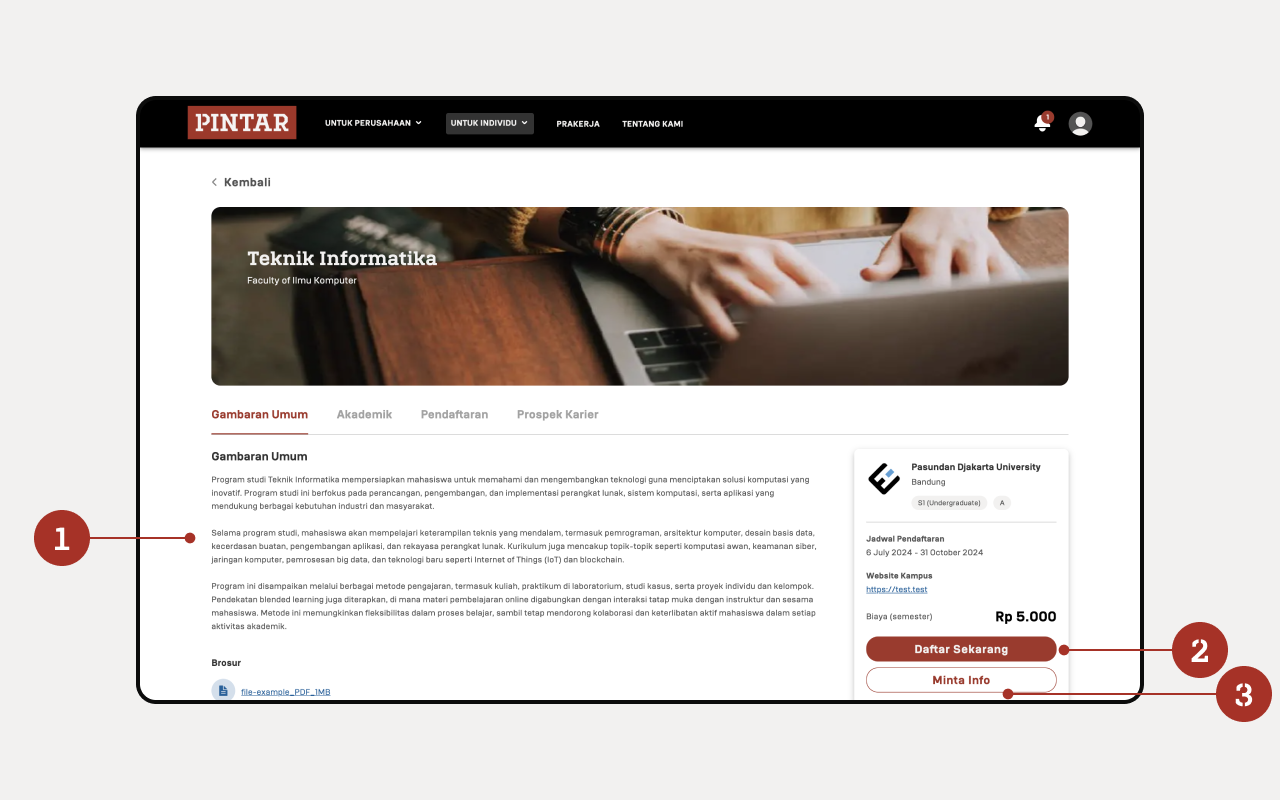 PINTAR
UNTUK PERUSAHAAN
UNTUK INDIVIDU
PRAKERJA
TENTANG KAMI
1
Kembali
Teknik Informatika
Faculty of Ilmu Komputer
Gambaran Umum
Akademik
Pendaftaran
Prospek Karier
Gambaran Umum
Program studi Teknik Informatika mempersiapkan mahasiswa untuk memahami dan mengembangkan teknologi guna menciptakan solusi komputasi yang
inovatif. Program studi ini berfokus pada perancangan, pengembangan, dan implementasi perangkat lunak, sistem komputasi, serta aplikasi yang
mendukung berbagai kebutuhan industri dan masyarakat.
Selama program studi, mahasiswa akan mempelajari keterampilan teknis yang mendalam, termasuk pemrograman, arsitektur komputer, desain basis data,
kecerdasan buatan, pengembangan aplikasi, dan rekayasa perangkat lunak. Kurikulum juga mencakup topik-topik seperti komputasi awan, keamanan siber,
jaringan komputer, pemrosesan big data, dan teknologi baru seperti Internet of Things (IoT) dan blockchain.
Program ini disampaikan melalui berbagai metode pengajaran, termasuk kuliah, praktikum di laboratorium, studi kasus, serta proyek individu dan kelompok.
Pendekatan blended learning juga diterapkan, di mana materi pembelajaran online digabungkan dengan interaksi tatap muka dengan instruktur dan sesama
mahasiswa. Metode ini memungkinkan fleksibilitas dalam proses belajar, sambil tetap mendorong kolaborasi dan keterlibatan aktif mahasiswa dalam setiap
aktivitas akademik.
Brosur
file-example_PDF_1MB
Pasundan Djakarta University
Bandung
S1 (Undergraduate)
A
Jadwal Pendaftaran
6 July 2024 - 31 October 2024
Website Kampus
https://test.test
Biaya (semester)
Rp 5.000
Daftar Sekarang
Minta Info
1
2
3